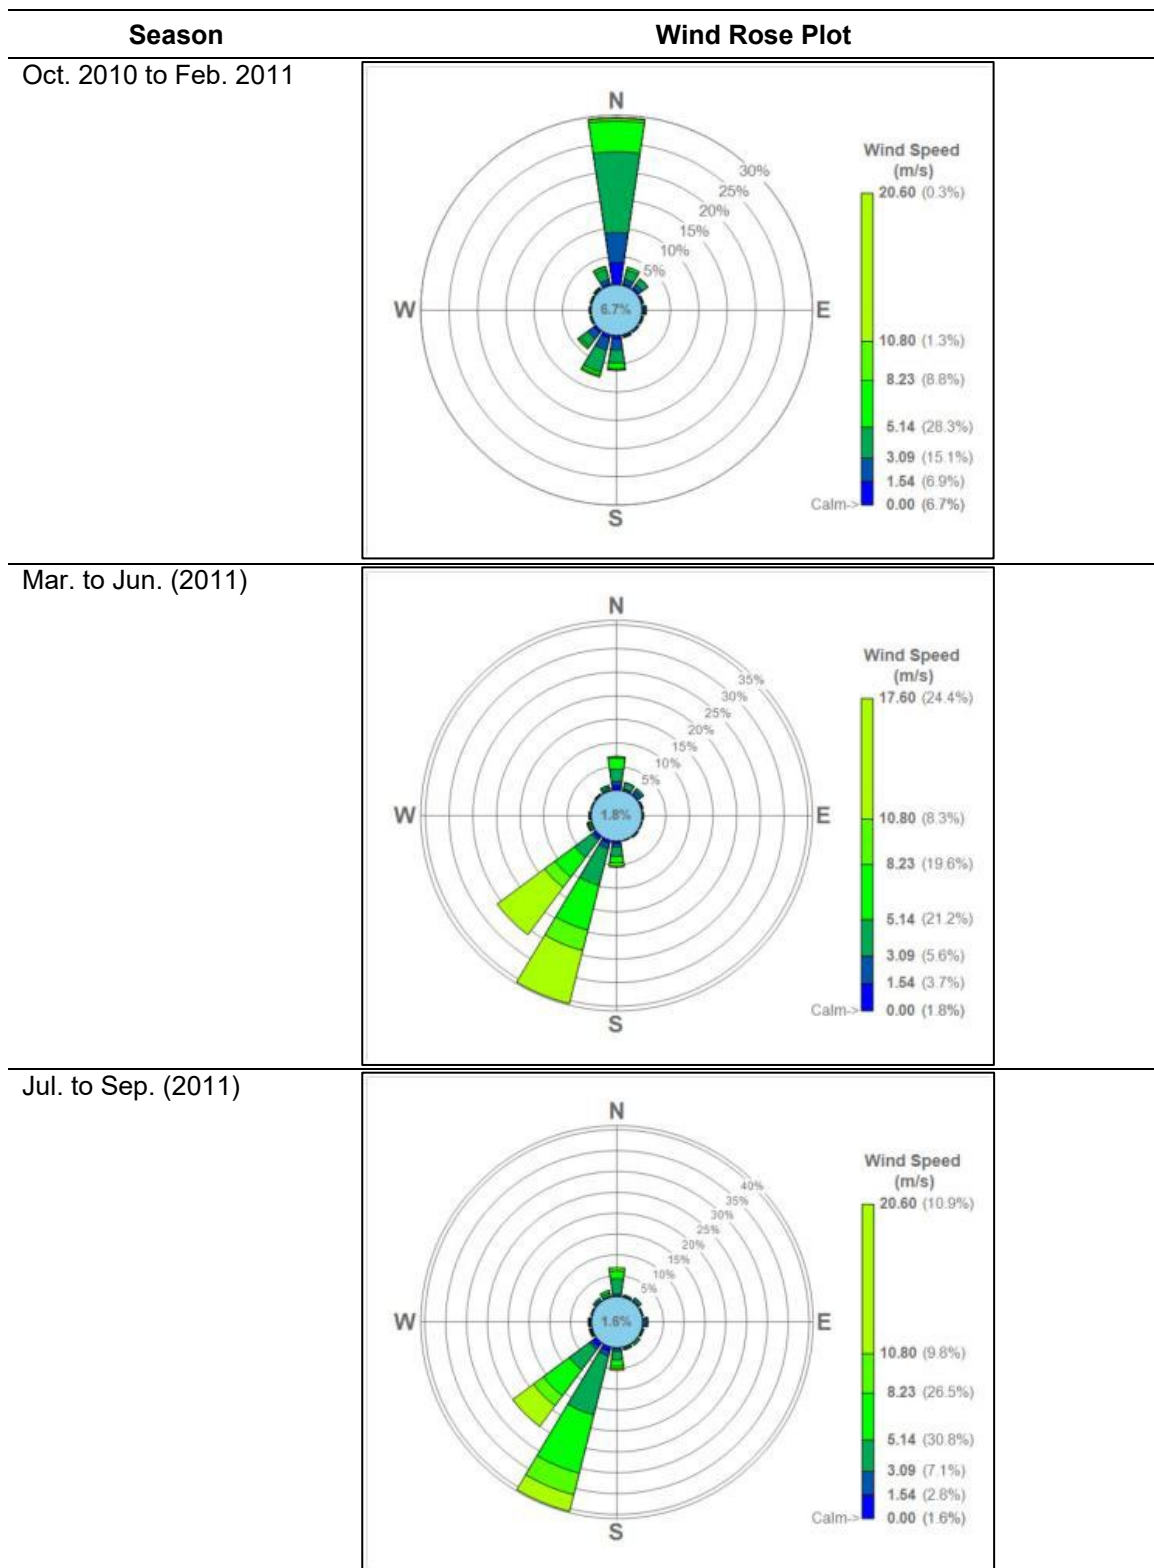 Season Wind Rose Plot
Oct. 2010 to Feb. 2011
N
Wind Speed
(m/s)
30%
25%
20%
15%
10%
5%
20.60 (0.3%)
W
6.7%
E
10.80 (1.3%)
8.23 (8.8%)
5.14 (28.3%)
3.09 (15.1%)
1.54 (6.9%)
Calm-> 0.00 (6.7%)
S
Mar. to Jun. (2011)
N
Wind Speed
(m/s)
35%
30%
25%
20%
15%
10%
5%
17.60 (24.4%)
W
1.8%
E
10.80 (8.3%)
8.23 (19.6%)
5.14 (21.2%)
3.09 (5.6%)
1.54 (3.7%)
Calm-> 0.00 (1.8%)
S
Jul. to Sep. (2011)
N
Wind Speed
(m/s)
40%
35%
30%
25%
20%
15%
10%
5%
20.60 (10.9%)
W
1.6%
E
10.80 (9.8%)
8.23 (26.5%)
5.14 (30.8%)
3.09 (7.1%)
1.54 (2.8%)
Calm-> 0.00 (1.6%)
S